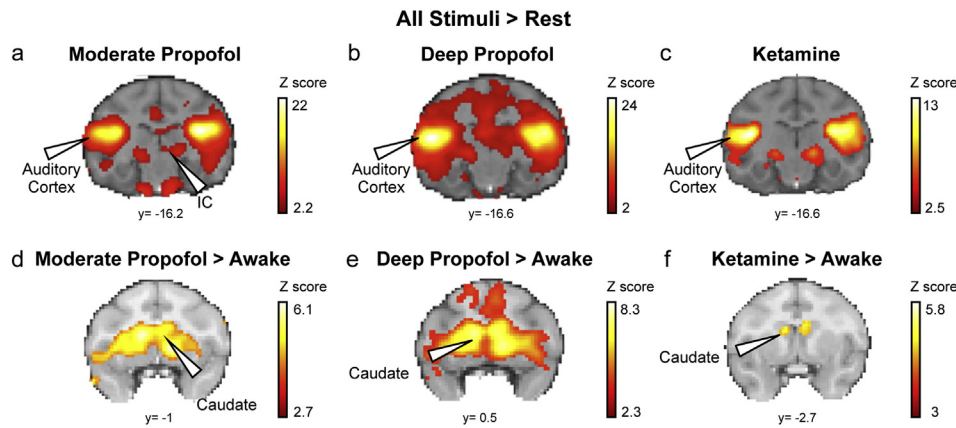 All Stimuli > Rest
a Moderate Propofol
Z score
22
Auditory
Cortex
IC
2.2
y= -16.2
b Deep Propofol
Z score
24
Auditory
Cortex
2
y= -16.6
c Ketamine
Z score
13
Auditory
Cortex
2.5
y= -16.6
d Moderate Propofol > Awake
Z score
6.1
Caudate
2.7
y= -1
e Deep Propofol > Awake
Z score
8.3
Caudate
2.3
y= 0.5
f Ketamine > Awake
Z score
5.8
Caudate
3
y= -2.7